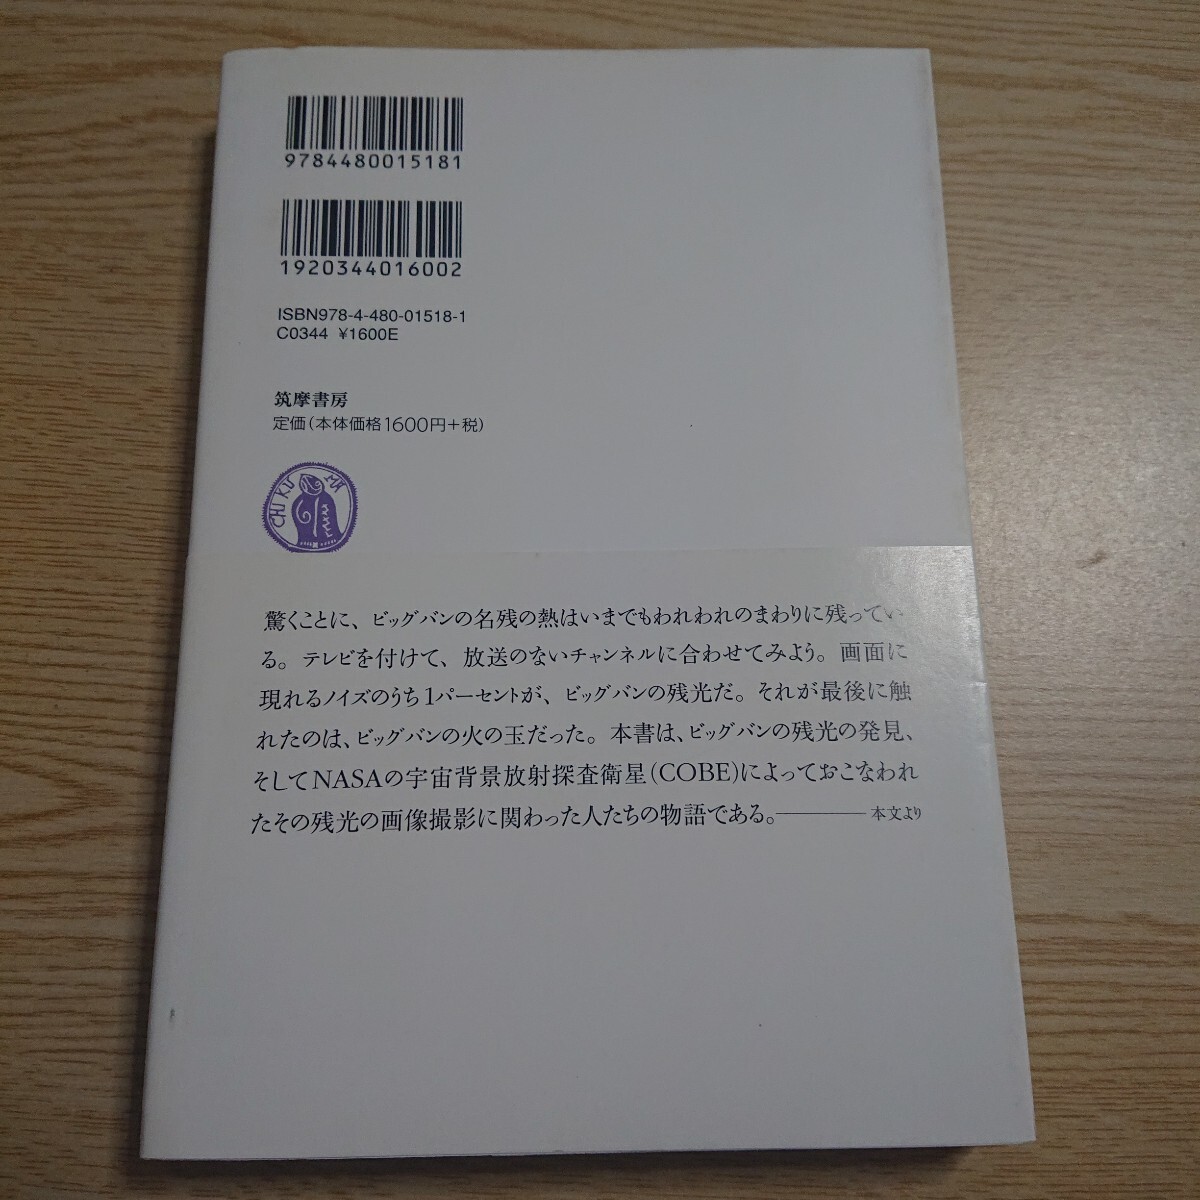 9784480015181
1920344016002
ISBN978-4-480-01518-1
C0344 ¥1600E
筑摩書房
定価(本体価格1600円+税)
CHIKUMA
驚くことに、ビッグバンの名残の熱はいまでもわれわれのまわりに残ってい
る。テレビを付けて、放送のないチャンネルに合わせてみよう。画面に
現れるノイズのうち1パーセントが、ビッグバンの残光だ。それが最後に触
れたのは、ビッグバンの火の玉だった。本書は、ビッグバンの残光の発見、
そしてNASAの宇宙背景放射探査衛星(COBE)によっておこなわれ
たその残光の画像撮影に関わった人たちの物語である。————本文より